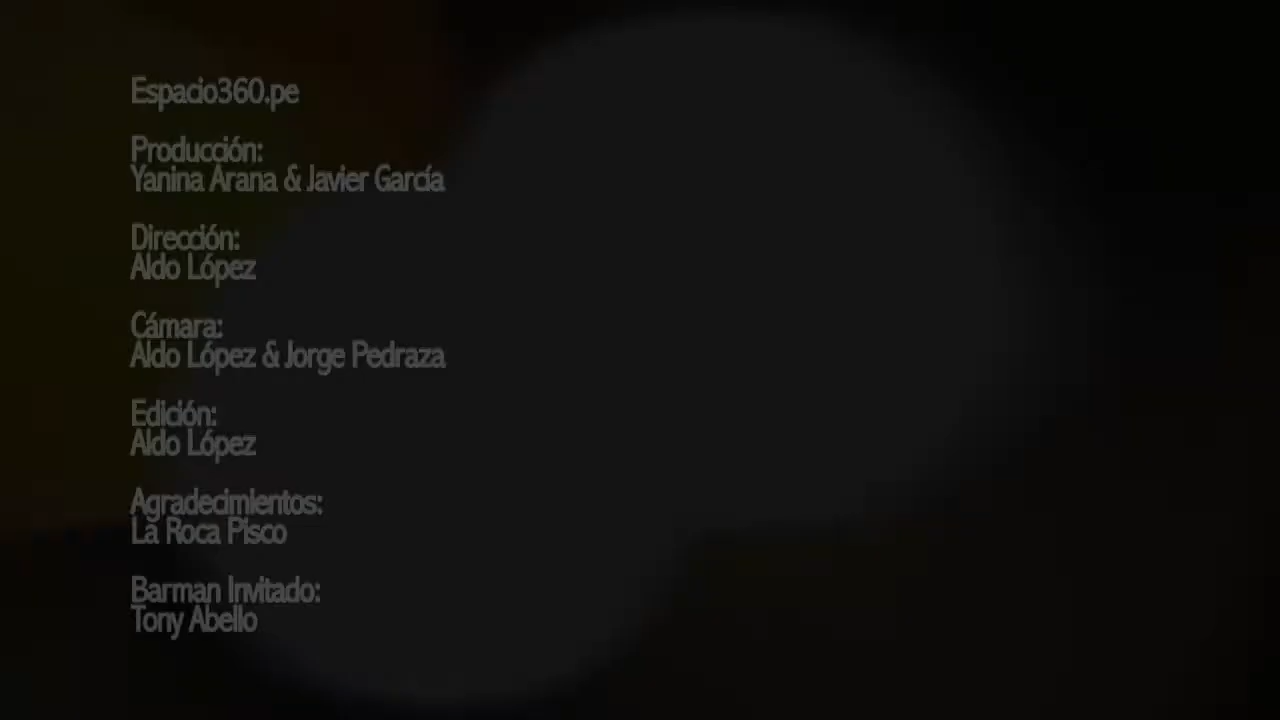 Espacio360.pe
Producción:
Yanina Arana & Javier García
Dirección:
Aldo López
Cámara:
Aldo López & Jorge Pedraza
Edición:
Aldo López
Agradecimientos:
La Roca Pisco
Barman Invitado:
Tony Abello